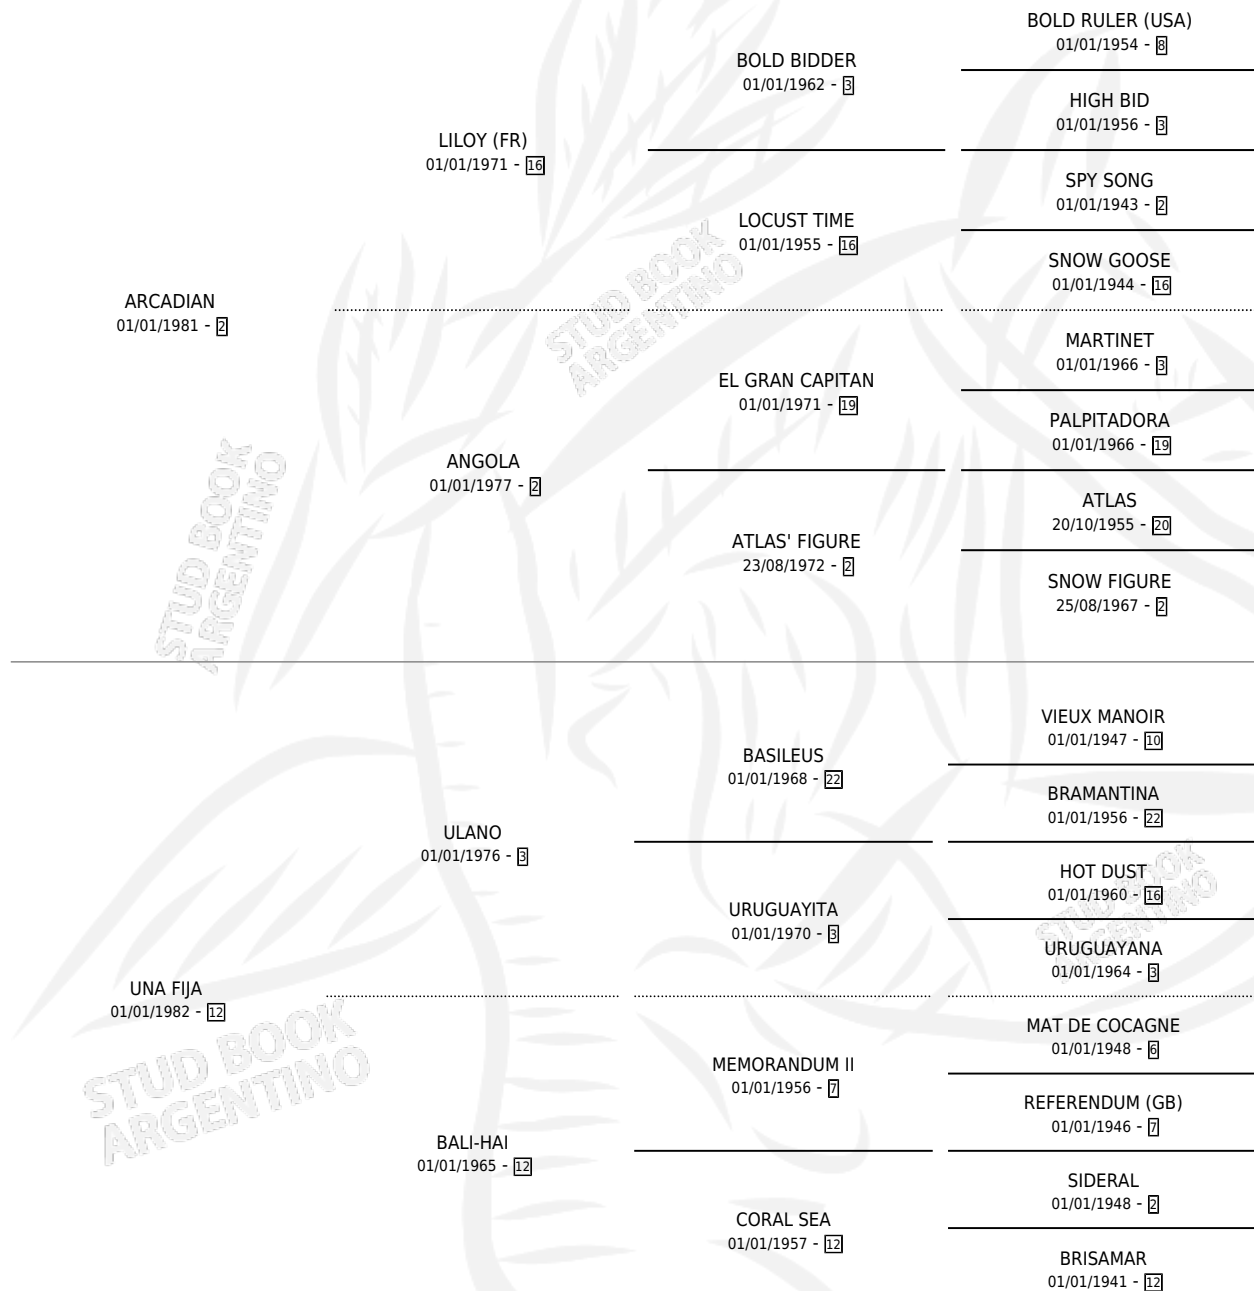 BOLD RULER (USA)
01/01/1954 - 8
BOLD BIDDER
01/01/1962 - 3
HIGH BID
01/01/1956 - 3
LILOY (FR)
01/01/1971 - 16
SPY SONG
01/01/1943 - 2
LOCUST TIME
01/01/1955 - 16
SNOW GOOSE
01/01/1944 - 16
ARCADIAN
01/01/1981 - 2
MARTINET
01/01/1966 - 3
EL GRAN CAPITAN
01/01/1971 - 19
PALPITADORA
01/01/1966 - 19
ANGOLA
01/01/1977 - 2
ATLAS
20/10/1955 - 20
ATLAS' FIGURE
23/08/1972 - 2
SNOW FIGURE
25/08/1967 - 2
STUD BOOK
ARGENTINO
STUD BOOK
ARGENTINO
VIEUX MANOIR
01/01/1947 - 10
BASILEUS
01/01/1968 - 22
BRAMANTINA
01/01/1956 - 22
ULANO
01/01/1976 - 3
HOT DUST
01/01/1960 - 16
URUGUAYITA
01/01/1970 - 3
URUGUAYANA
01/01/1964 - 3
STUD BOOK
ARGENTINO
UNA FIJA
01/01/1982 - 12
MAT DE COCAGNE
01/01/1948 - 6
MEMORANDUM II
01/01/1956 - 7
REFERENDUM (GB)
01/01/1946 - 7
STUD BOOK
ARGENTINO
BALI-HAI
01/01/1965 - 12
SIDERAL
01/01/1948 - 2
CORAL SEA
01/01/1957 - 12
BRISAMAR
01/01/1941 - 12